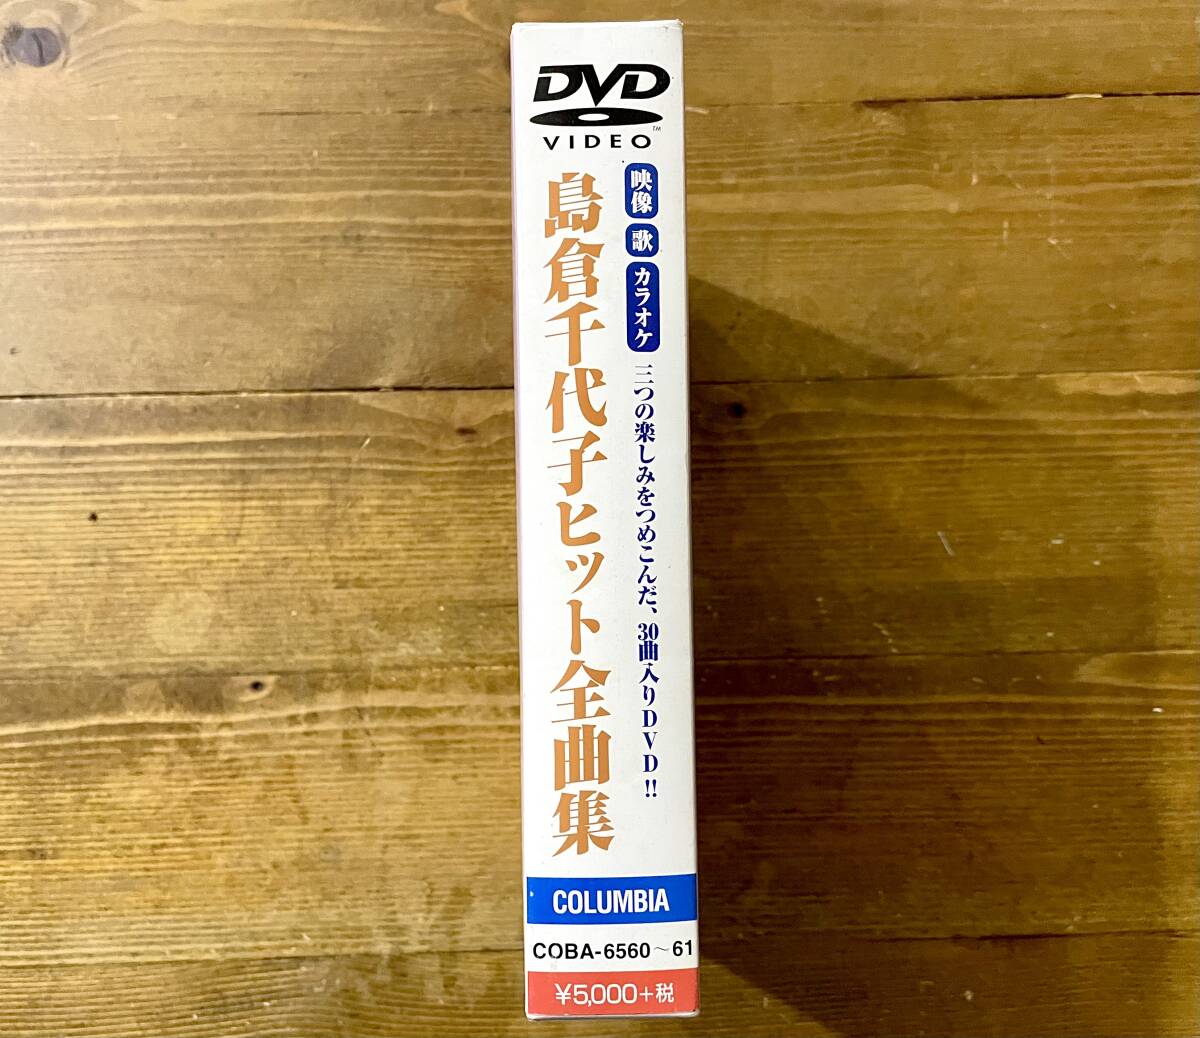 DVD
VIDEO™
映像 歌 カラオケ 三つの楽しみをつめこんだ、30曲入りDVD!!
島倉千代子ヒット全曲集
COLUMBIA
COBA-6560～61
¥5,000+税